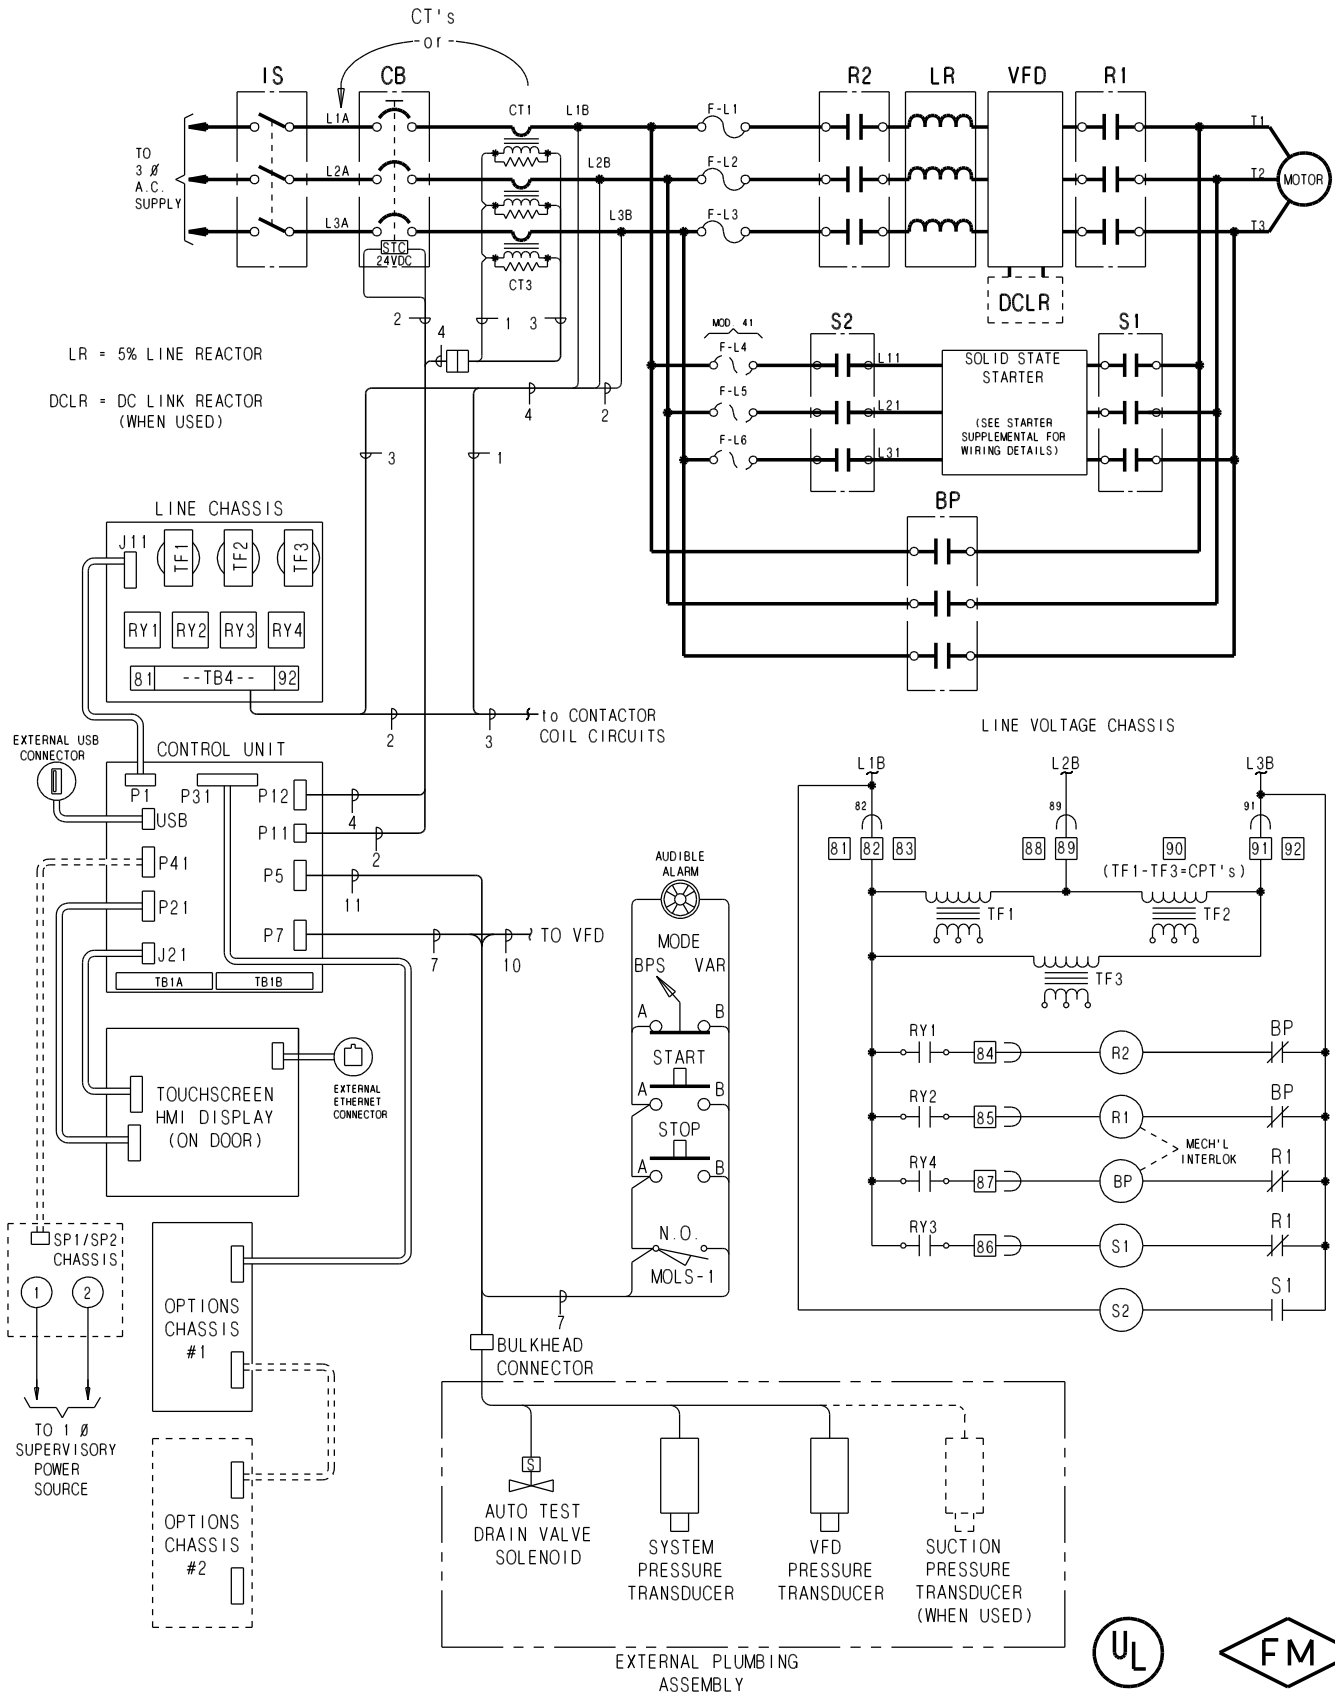 CT's
-or-
IS
CB
R2
LR
VFD
R1
L1A
CT1
L1B
F-L1
T1
TO
3 Ø
A.C.
SUPPLY
L2A
L2B
F-L2
T2
MOTOR
L3A
L3B
F-L3
T3
STC
24VDC
CT3
DCLR
2
4
1
3
MOD. 41
S2
S1
LR = 5% LINE REACTOR
F-L4
L11
SOLID STATE
STARTER
DCLR = DC LINK REACTOR
(WHEN USED)
4
2
F-L5
L21
(SEE STARTER
SUPPLEMENTAL FOR
WIRING DETAILS)
F-L6
L31
3
1
BP
LINE CHASSIS
J11
TF1
TF2
TF3
RY1
RY2
RY3
RY4
81
--TB4--
92
to CONTACTOR
COIL CIRCUITS
2
3
EXTERNAL USB
CONNECTOR
CONTROL UNIT
P1
P31
P12
4
USB
P11
2
P41
P5
11
P21
P7
7
10
TO VFD
J21
TB1A
TB1B
TOUCHSCREEN
HMI DISPLAY
(ON DOOR)
EXTERNAL
ETHERNET
CONNECTOR
AUDIBLE
ALARM
MODE
BPS
VAR
A
B
START
A
B
STOP
A
B
N.O.
MOLS-1
7
LINE VOLTAGE CHASSIS
L1B
L2B
L3B
82
89
91
81
82
83
88
89
90
91
92
(TF1-TF3=CPT's)
TF1
TF2
TF3
RY1
84
R2
BP
RY2
85
R1
BP
MECH'L
INTERLOK
RY4
87
BP
R1
RY3
86
S1
R1
S2
S1
SP1/SP2
CHASSIS
1
2
TO 1 Ø
SUPERVISORY
POWER
SOURCE
OPTIONS
CHASSIS
#1
OPTIONS
CHASSIS
#2
BULKHEAD
CONNECTOR
S
AUTO TEST
DRAIN VALVE
SOLENOID
SYSTEM
PRESSURE
TRANSDUCER
VFD
PRESSURE
TRANSDUCER
SUCTION
PRESSURE
TRANSDUCER
(WHEN USED)
EXTERNAL PLUMBING
ASSEMBLY
UL
FM